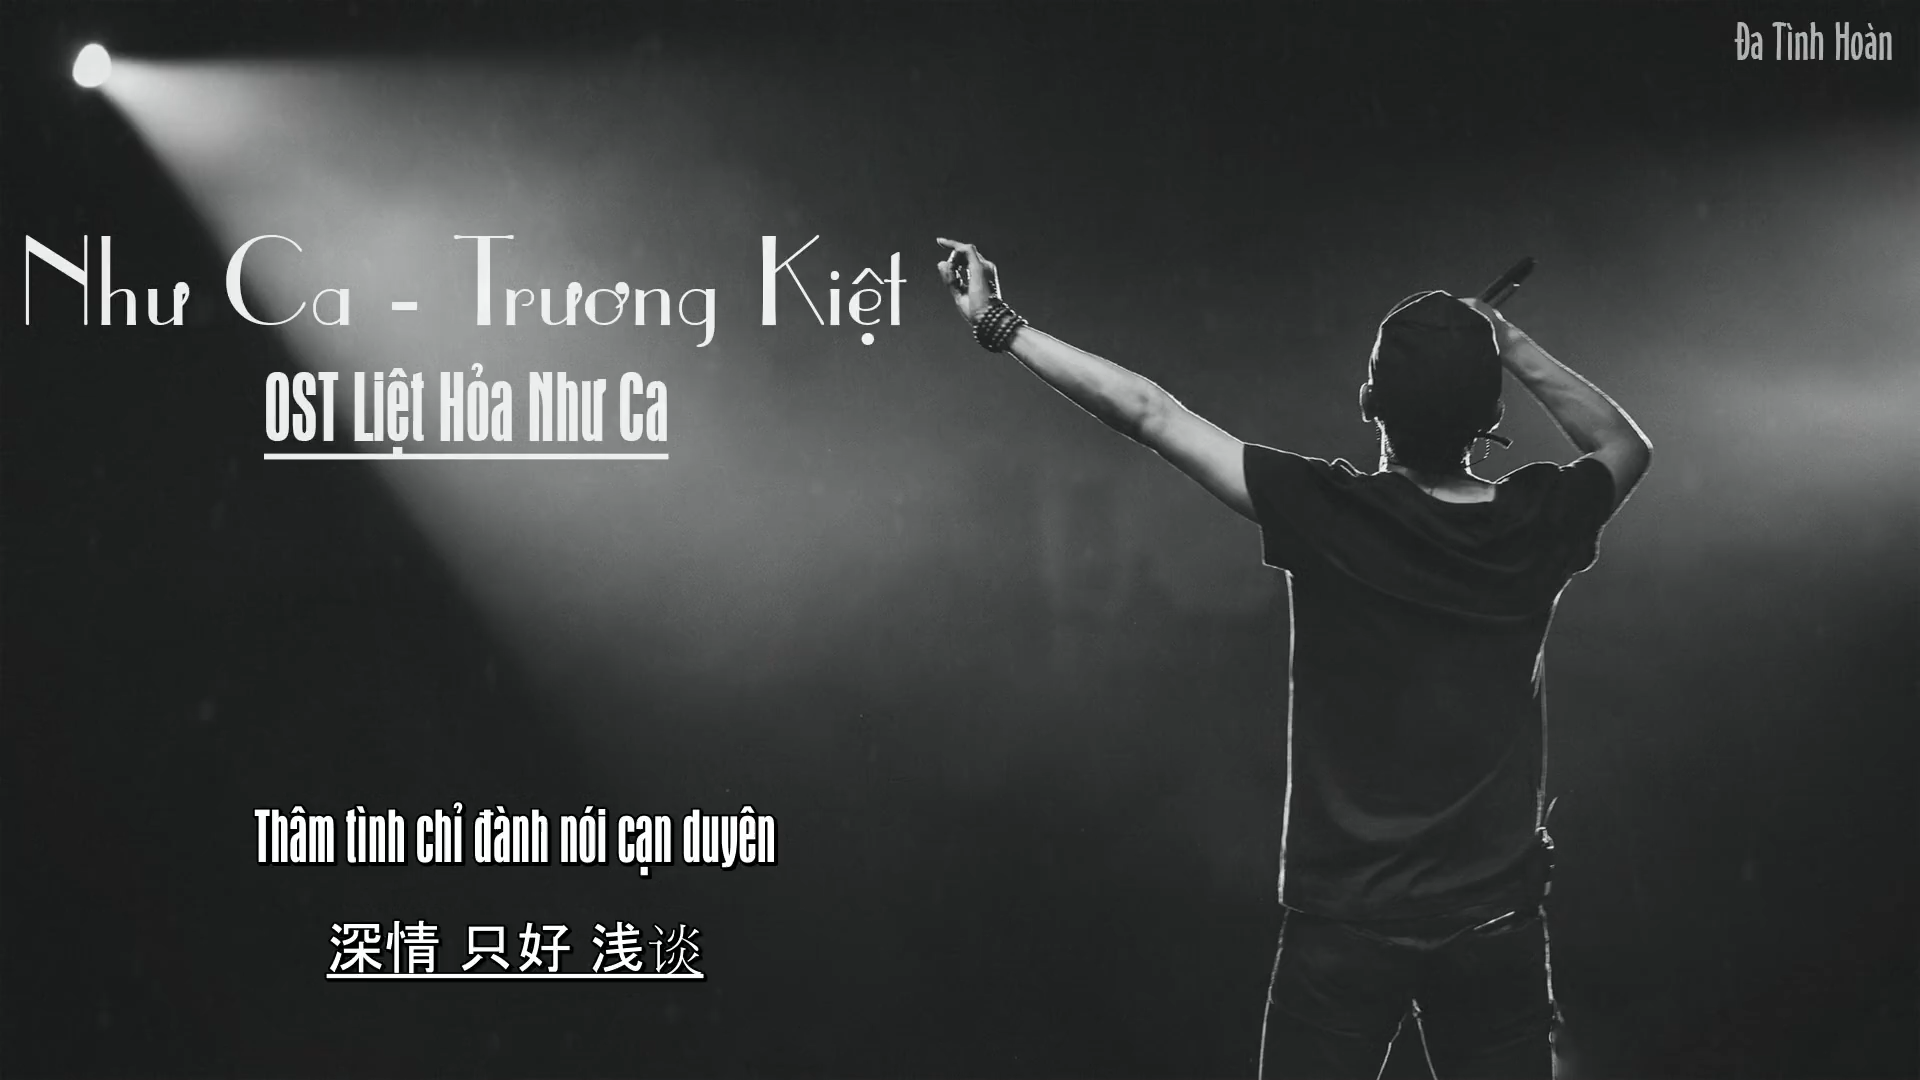 Đa Tình Hoàn
Như Ca - Trương Kiệt
OST Liệt Hỏa Như Ca
Thâm tình chỉ đành nói cạn duyên
深情 只好 浅谈